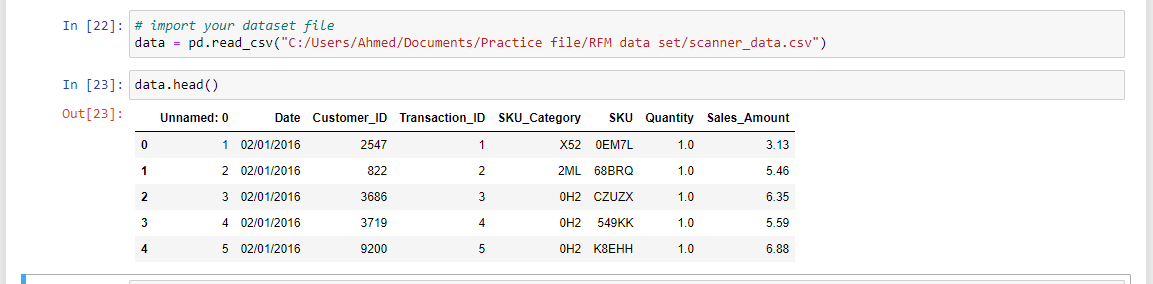 In [22]: # import your dataset file
data = pd.read_csv("C:/Users/Ahmed/Documents/Practice file/RFM data set/scanner_data.csv")
In [23]: data.head()
Out[23]:
Unnamed: 0 Date Customer_ID Transaction_ID SKU_Category SKU Quantity Sales_Amount
0 1 02/01/2016 2547 1 X52 0EM7L 1.0 3.13
1 2 02/01/2016 822 2 2ML 68BRQ 1.0 5.46
2 3 02/01/2016 3686 3 0H2 CZUZX 1.0 6.35
3 4 02/01/2016 3719 4 0H2 549KK 1.0 5.59
4 5 02/01/2016 9200 5 0H2 K8EHH 1.0 6.88